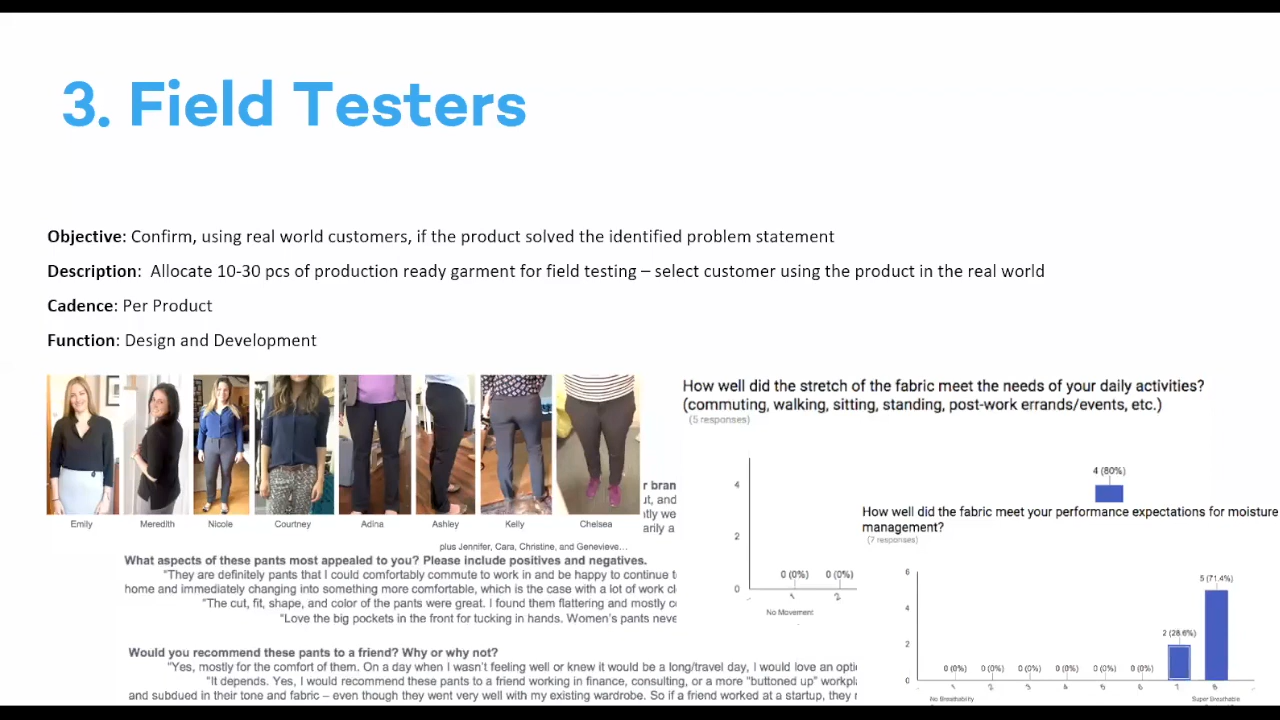 3. Field Testers
Objective: Confirm, using real world customers, if the product solved the identified problem statement
Description:  Allocate 10-30 pcs of production ready garment for field testing – select customer using the product in the real world
Cadence: Per Product
Function: Design and Development
Emily Meredith Nicole Courtney Adina Ashley Kelly Chelsea
plus Jennifer, Cara, Christine, and Genevieve...
What aspects of these pants most appealed to you? Please include positives and negatives.
"They are definitely pants that I could comfortably commute to work in and be happy to continue
home and immediately changing into something more comfortable, which is the case with a lot of work
"The cut, fit, shape, and color of the pants were great. I found them flattering and mostly
"Love the big pockets in the front for tucking in hands. Women's pants
Would you recommend these pants to a friend? Why or why not?
"Yes, mostly for the comfort of them. On a day when I wasn't feeling well or knew it would be a long/travel day, I would love an
"It depends. Yes, I would recommend these pants to a friend working in finance, consulting, or a more "buttoned up"
and subdued in their tone and fabric – even though they went very well with my existing wardrobe. So if a friend worked at a startup, they
How well did the stretch of the fabric meet the needs of your daily activities?
(commuting, walking, sitting, standing, post-work errands/events, etc.)
(5 responses)
4 (80%)
4
2
0 (0%) 0 (0%)
0
1 2
No Movement
How well did the fabric meet your performance expectations for moisture
management?
(7 responses)
6
5 (71.4%)
4
2 (28.6%)
2
0 (0%) 0 (0%) 0 (0%) 0 (0%) 0 (0%) 0 (0%)
0
1 2 3 4 5 6 7 8
No Breathability Super Breathable